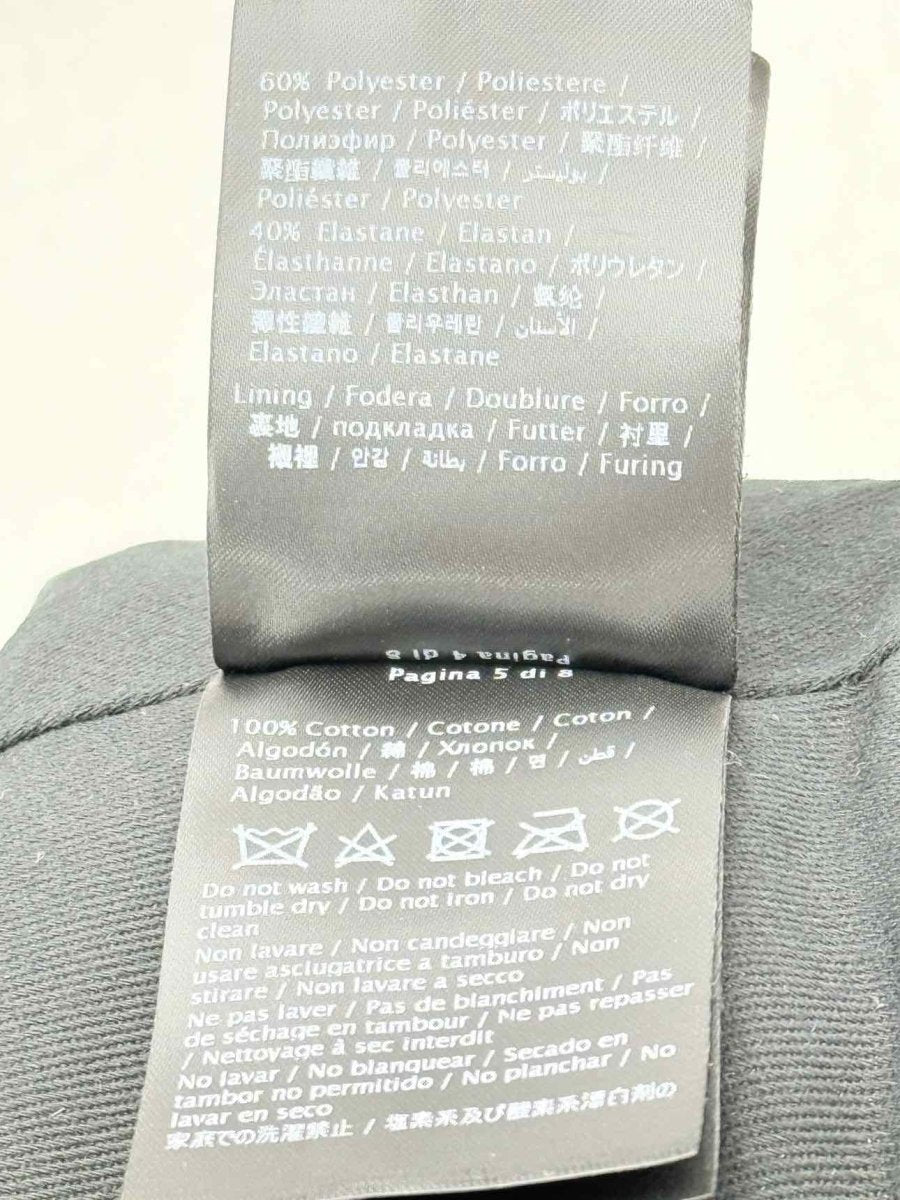 60% Polyester / Poliestere /
Polyester / Poliéster / ポリエステル /
Полиэфир / Polyester / 聚酯纤维 /
聚酯纖維 / 폴리에스터 / بوليستر /
Poliéster / Polyester
40% Elastane / Elastan /
Élasthanne / Elastano / ポリウレタン /
Эластан / Elasthan / 氨纶 /
彈性纖維 / 폴리우레탄 / الأستان /
Elastano / Elastane
Lining / Fodera / Doublure / Forro /
裏地 / подкладка / Futter / 衬里 /
襯裡 / 안감 / بطانة / Forro / Furing
Pagina 4 di 8
Pagina 5 di 8
100% Cotton / Cotone / Coton /
Algodón / 綿 / Хлопок /
Baumwolle / 棉 / 棉 / 면 / قطن /
Algodão / Katun
Do not wash / Do not bleach / Do not
tumble dry / Do not iron / Do not dry
clean
Non lavare / Non candeggiare / Non
usare asciugatrice a tamburo / Non
stirare / Non lavare a secco
Ne pas laver / Pas de blanchiment / Pas
de séchage en tambour / Ne pas repasser
/ Nettoyage à sec interdit
No lavar / No blanquear / Secado en
tambor no permitido / No planchar / No
lavar en seco
家庭での洗濯禁止 / 塩素系及び酸素系漂白剤の